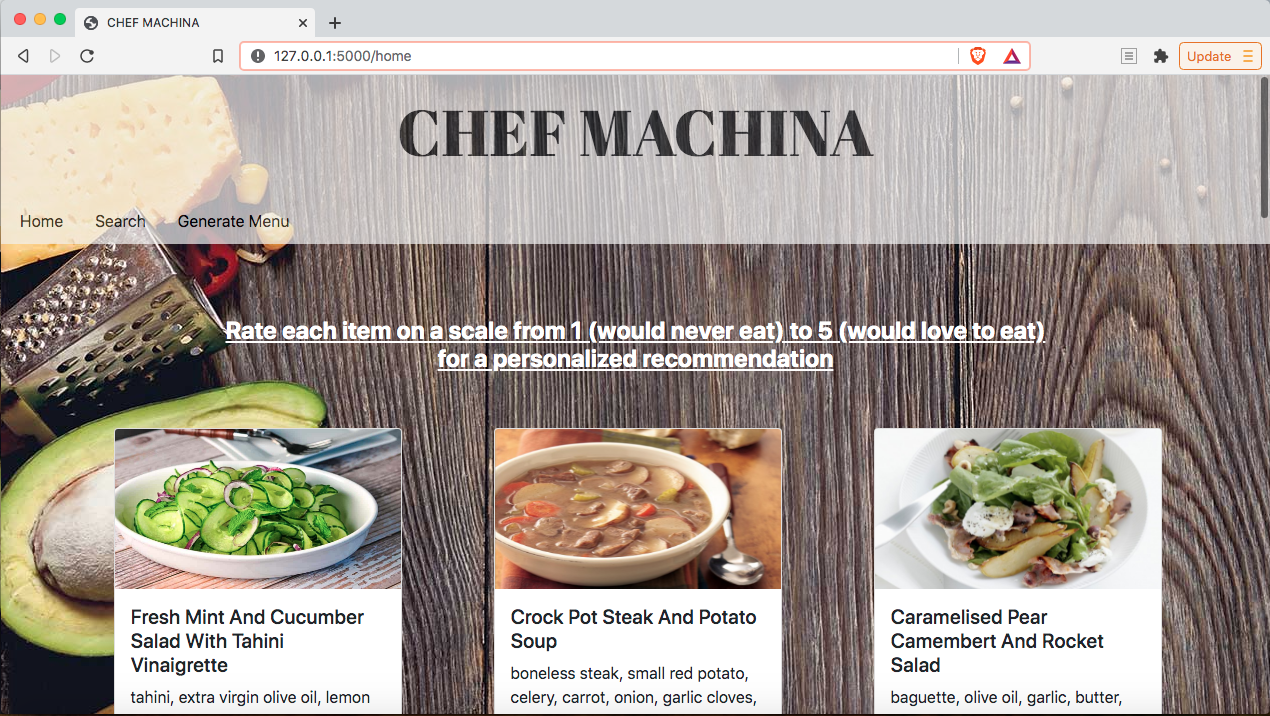 CHEF MACHINA
127.0.0.1:5000/home
Update
CHEF MACHINA
Home Search Generate Menu
Rate each item on a scale from 1 (would never eat) to 5 (would love to eat)
for a personalized recommendation
Fresh Mint And Cucumber
Salad With Tahini
Vinaigrette
tahini, extra virgin olive oil, lemon
Crock Pot Steak And Potato
Soup
boneless steak, small red potato,
celery, carrot, onion, garlic cloves,
Caramelised Pear
Camembert And Rocket
Salad
baguette, olive oil, garlic, butter,